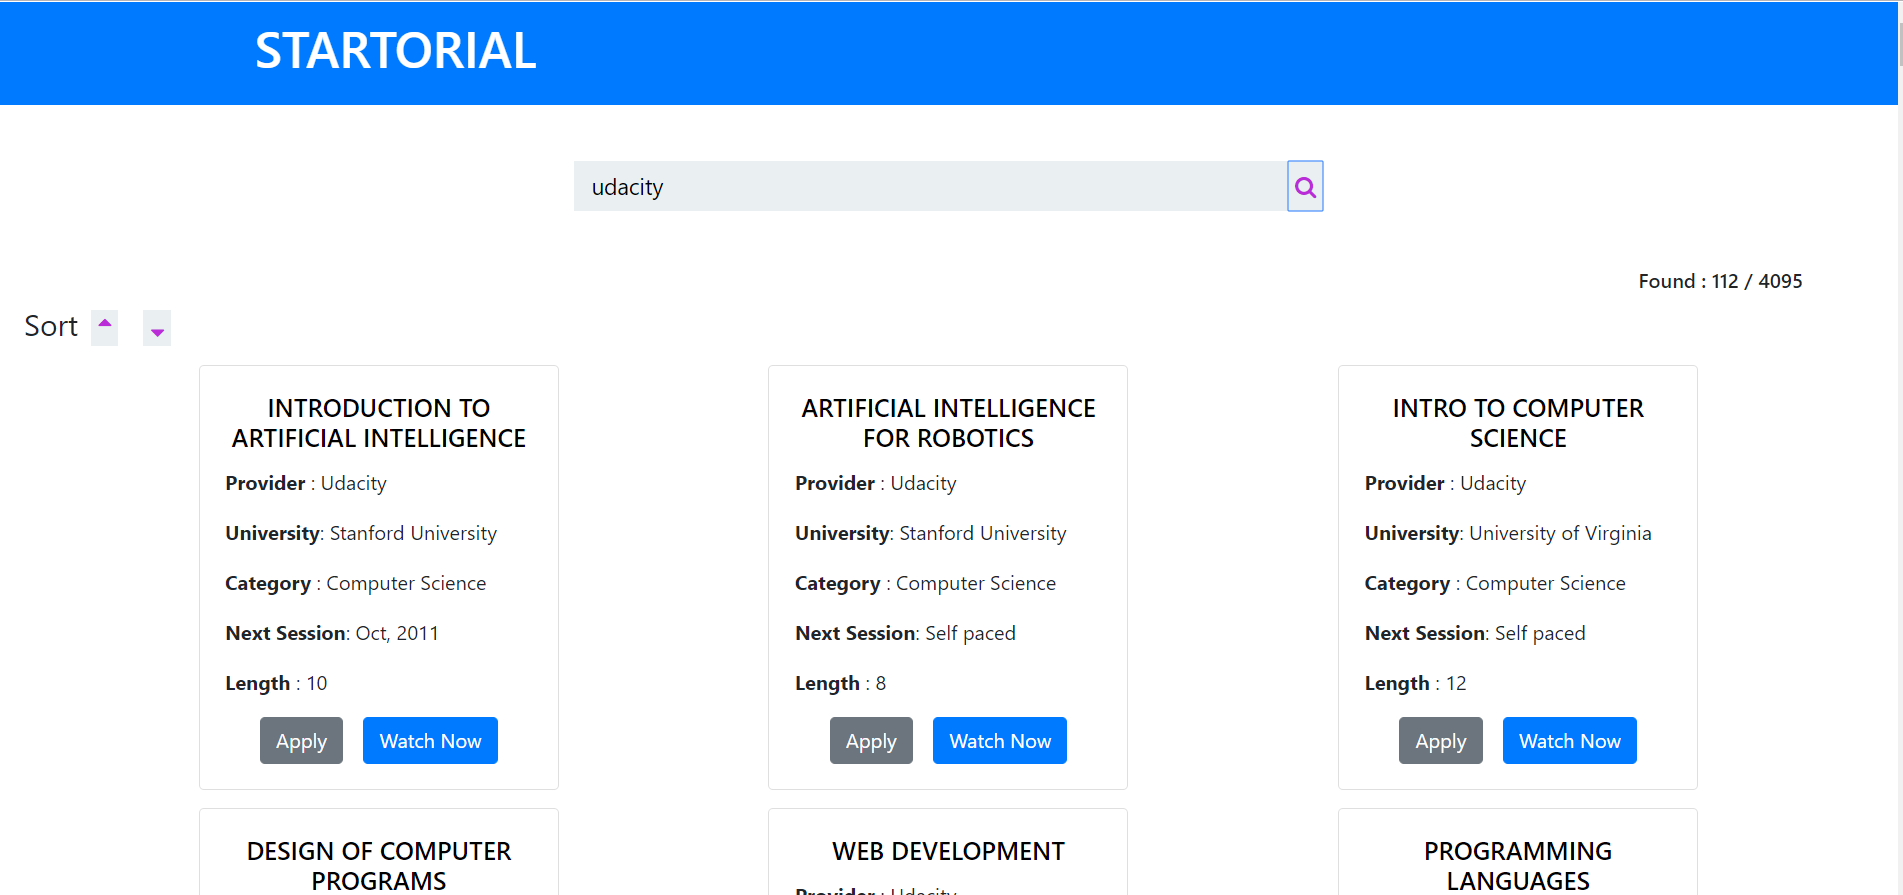 STARTORIAL
udacity
Found : 112 / 4095
Sort
INTRODUCTION TO
ARTIFICIAL INTELLIGENCE
Provider : Udacity
University: Stanford University
Category : Computer Science
Next Session: Oct, 2011
Length : 10
Apply
Watch Now
ARTIFICIAL INTELLIGENCE
FOR ROBOTICS
Provider : Udacity
University: Stanford University
Category : Computer Science
Next Session: Self paced
Length : 8
Apply
Watch Now
INTRO TO COMPUTER
SCIENCE
Provider : Udacity
University: University of Virginia
Category : Computer Science
Next Session: Self paced
Length : 12
Apply
Watch Now
DESIGN OF COMPUTER
PROGRAMS
WEB DEVELOPMENT
Provider : Udacity
PROGRAMMING
LANGUAGES